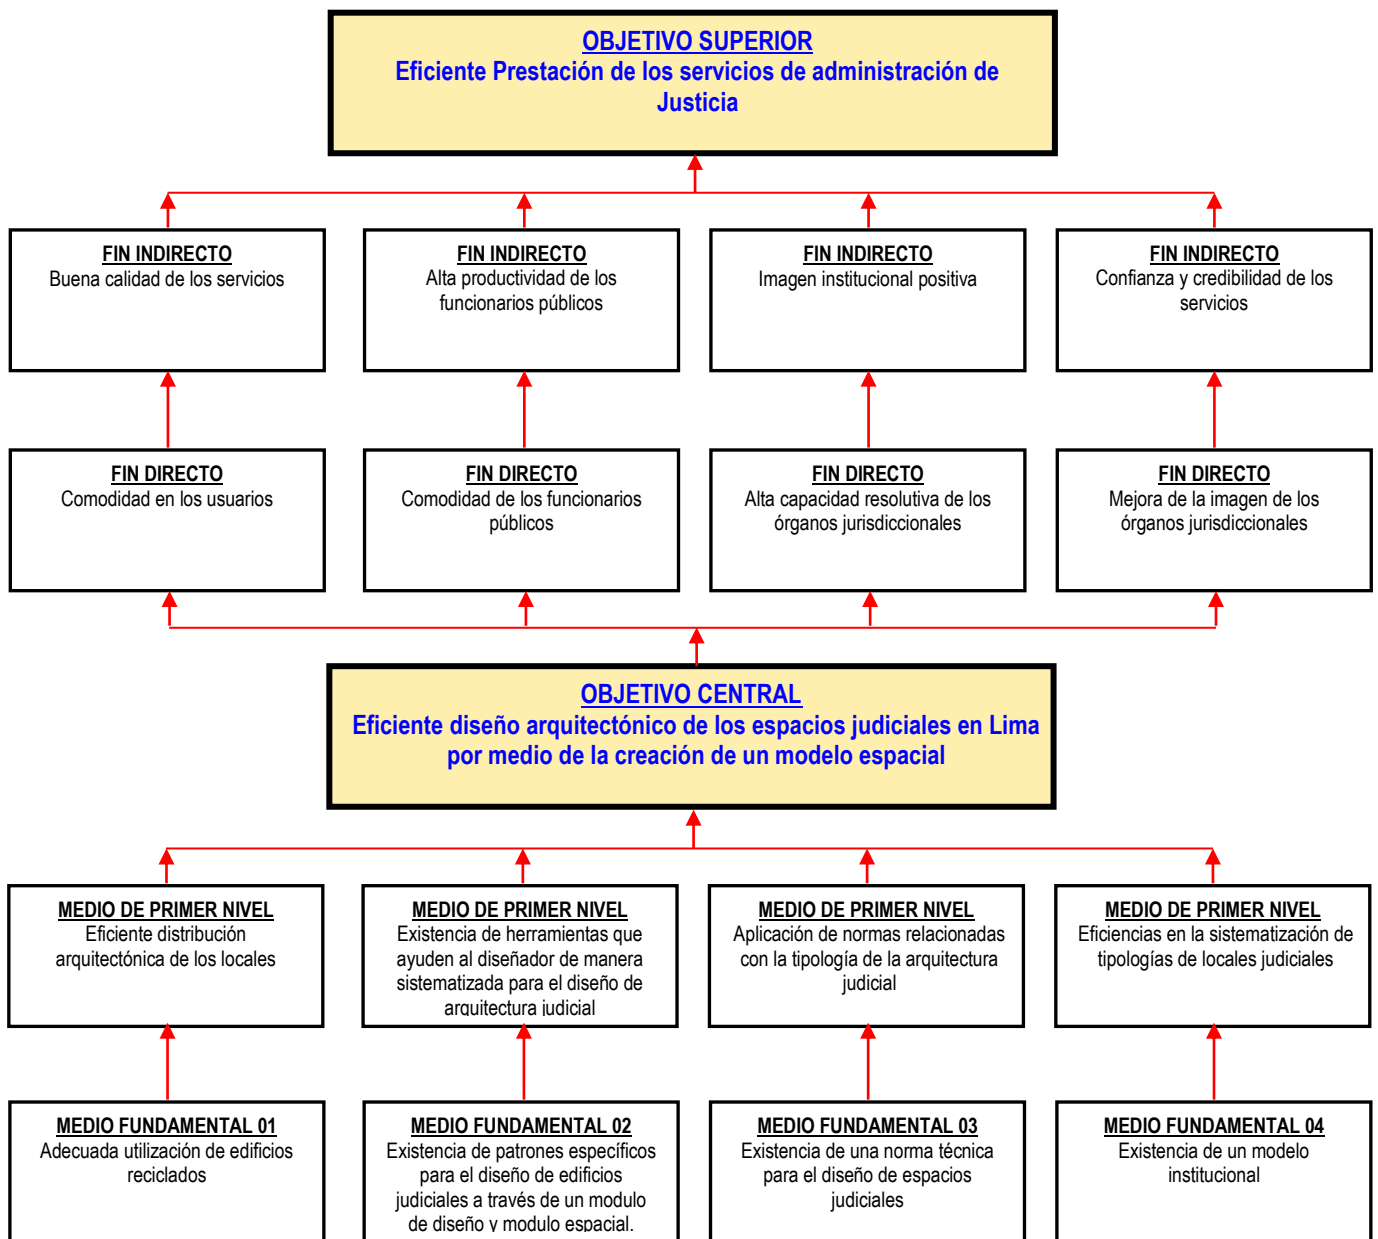 OBJETIVO SUPERIOR
Eficiente Prestación de los servicios de administración de
Justicia
FIN INDIRECTO
Buena calidad de los servicios
FIN INDIRECTO
Alta productividad de los
funcionarios públicos
FIN INDIRECTO
Imagen institucional positiva
FIN INDIRECTO
Confianza y credibilidad de los
servicios
FIN DIRECTO
Comodidad en los usuarios
FIN DIRECTO
Comodidad de los funcionarios
públicos
FIN DIRECTO
Alta capacidad resolutiva de los
órganos jurisdiccionales
FIN DIRECTO
Mejora de la imagen de los
órganos jurisdiccionales
OBJETIVO CENTRAL
Eficiente diseño arquitectónico de los espacios judiciales en Lima
por medio de la creación de un modelo espacial
MEDIO DE PRIMER NIVEL
Eficiente distribución
arquitectónica de los locales
MEDIO DE PRIMER NIVEL
Existencia de herramientas que
ayuden al diseñador de manera
sistematizada para el diseño de
arquitectura judicial
MEDIO DE PRIMER NIVEL
Aplicación de normas relacionadas
con la tipología de la arquitectura
judicial
MEDIO DE PRIMER NIVEL
Eficiencias en la sistematización de
tipologías de locales judiciales
MEDIO FUNDAMENTAL 01
Adecuada utilización de edificios
reciclados
MEDIO FUNDAMENTAL 02
Existencia de patrones específicos
para el diseño de edificios
judiciales a través de un modulo
de diseño y modulo espacial.
MEDIO FUNDAMENTAL 03
Existencia de una norma técnica
para el diseño de espacios
judiciales
MEDIO FUNDAMENTAL 04
Existencia de un modelo
institucional